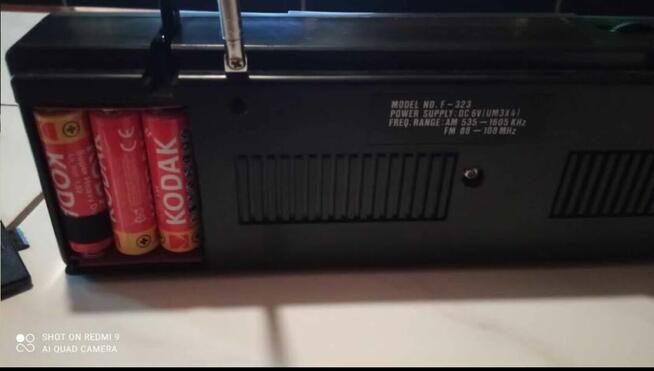 MODEL NO. F-323
POWER SUPPLY: DC 6V (UM3X4)
FREQ. RANGE: AM 535-1605 KHz
FM 88-108 MHz
KODAK
KODAK
SHOT ON REDMI 9
AI QUAD CAMERA